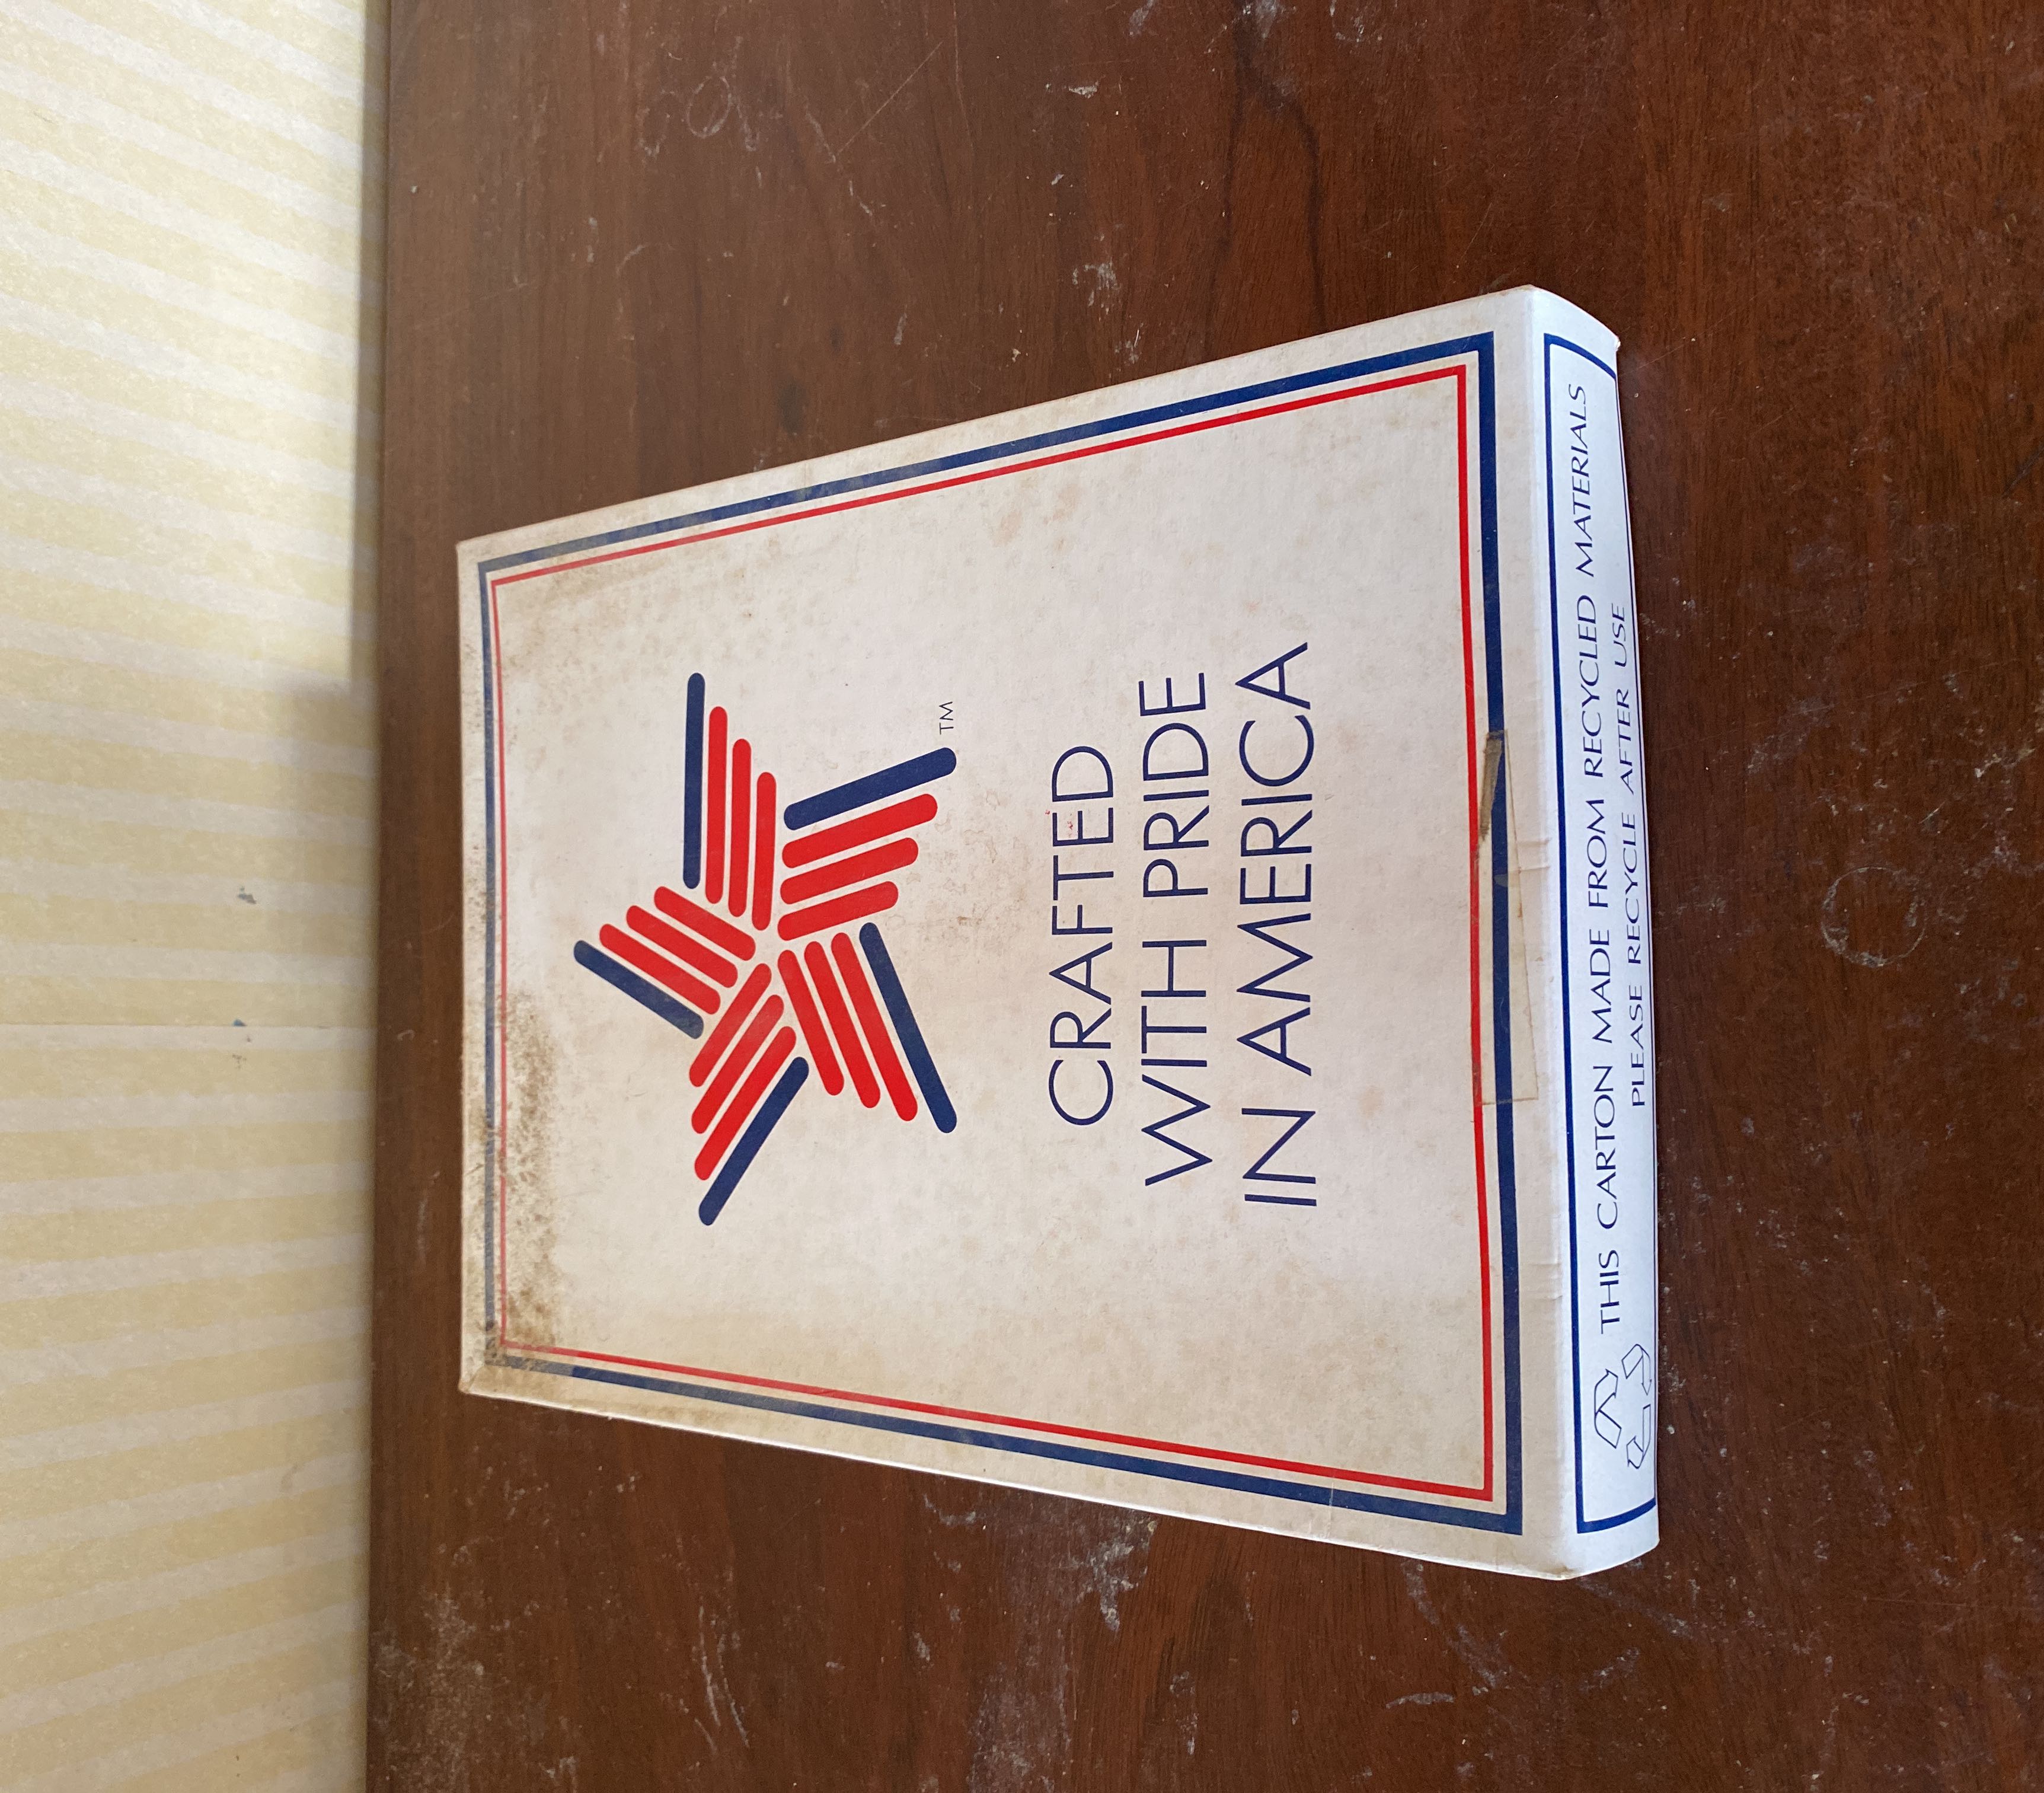 TM
CRAFTED
WITH PRIDE
IN AMERICA
THIS CARTON MADE FROM RECYCLED MATERIALS
PLEASE RECYCLE AFTER USE